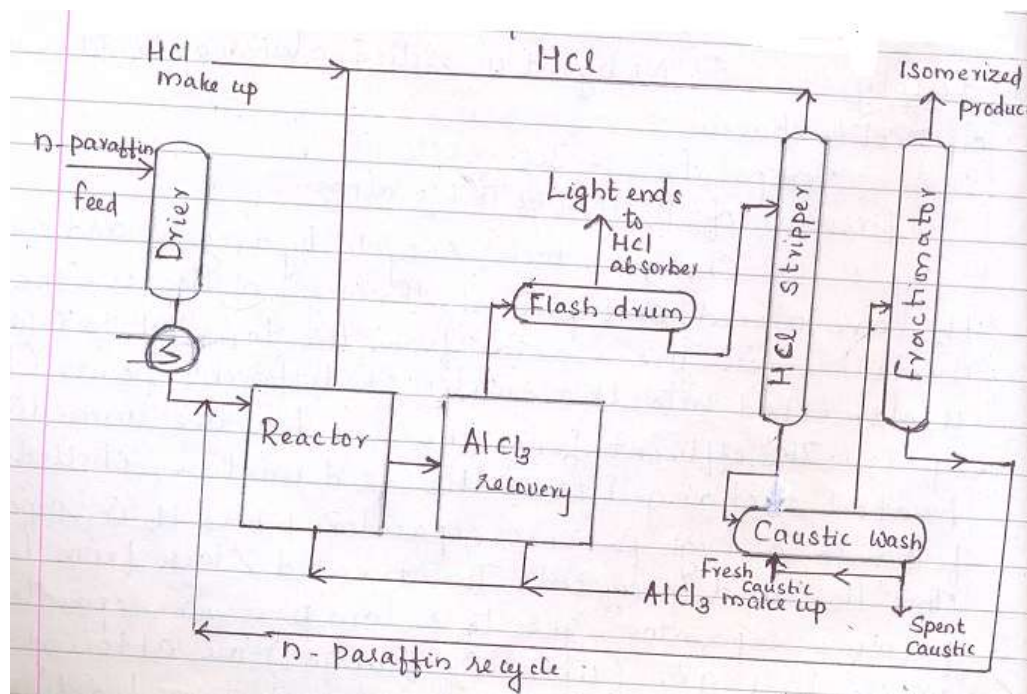 HCl
make up
HCl
Isomerized
produc
n-paraffin
feed
Drier
Light ends
to
HCl
absorber
Flash drum
HCl stripper
Fractionator
Reactor
AlCl3
recovery
Caustic wash
Fresh
caustic
AlCl3 make up
Spent
Caustic
n-paraffin recycle